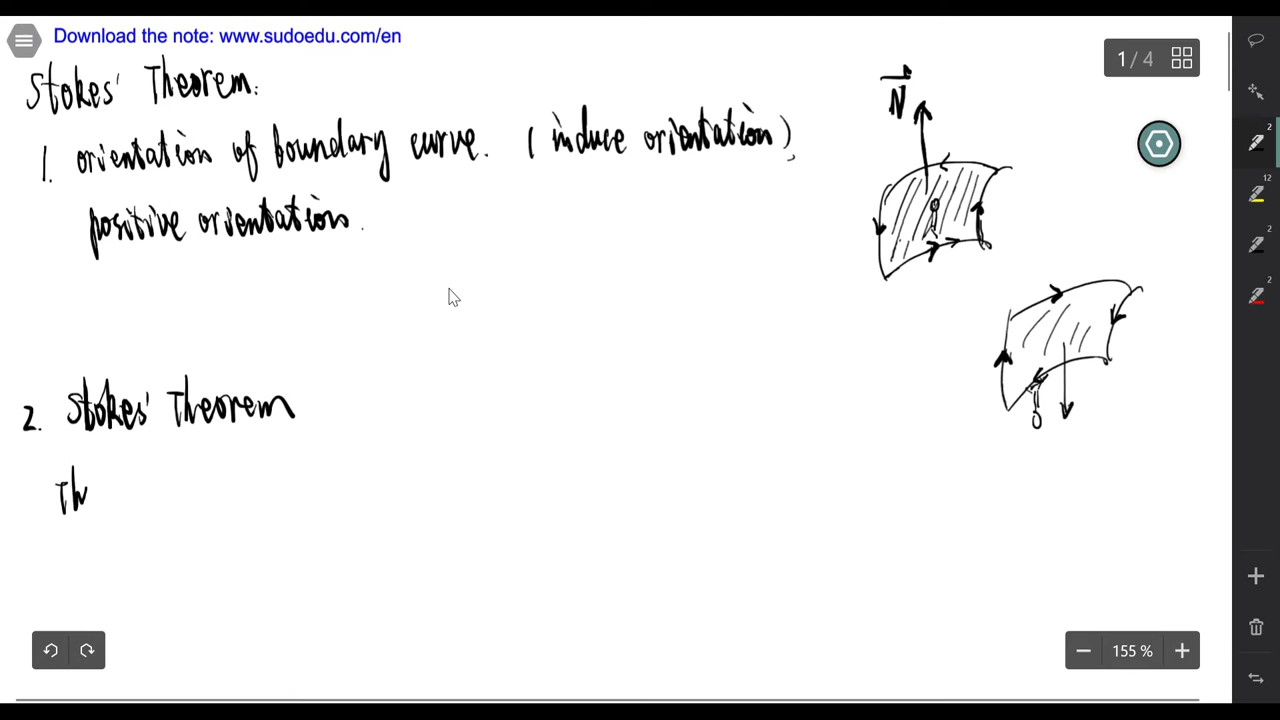 Download the note: www.sudoedu.com/en
1 / 4
Stokes' Theorem.
1. orientation of boundary curve. (induce orientation),
positive orientation.
N
2. Stokes' Theorem
Th
155 %